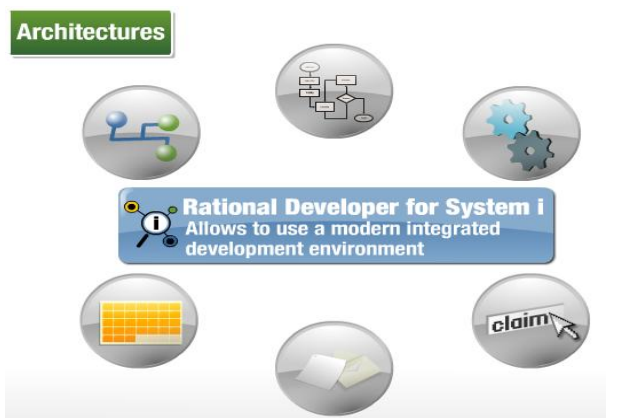 Architectures
Rational Developer for System i
Allows to use a modern integrated
development environment
claim